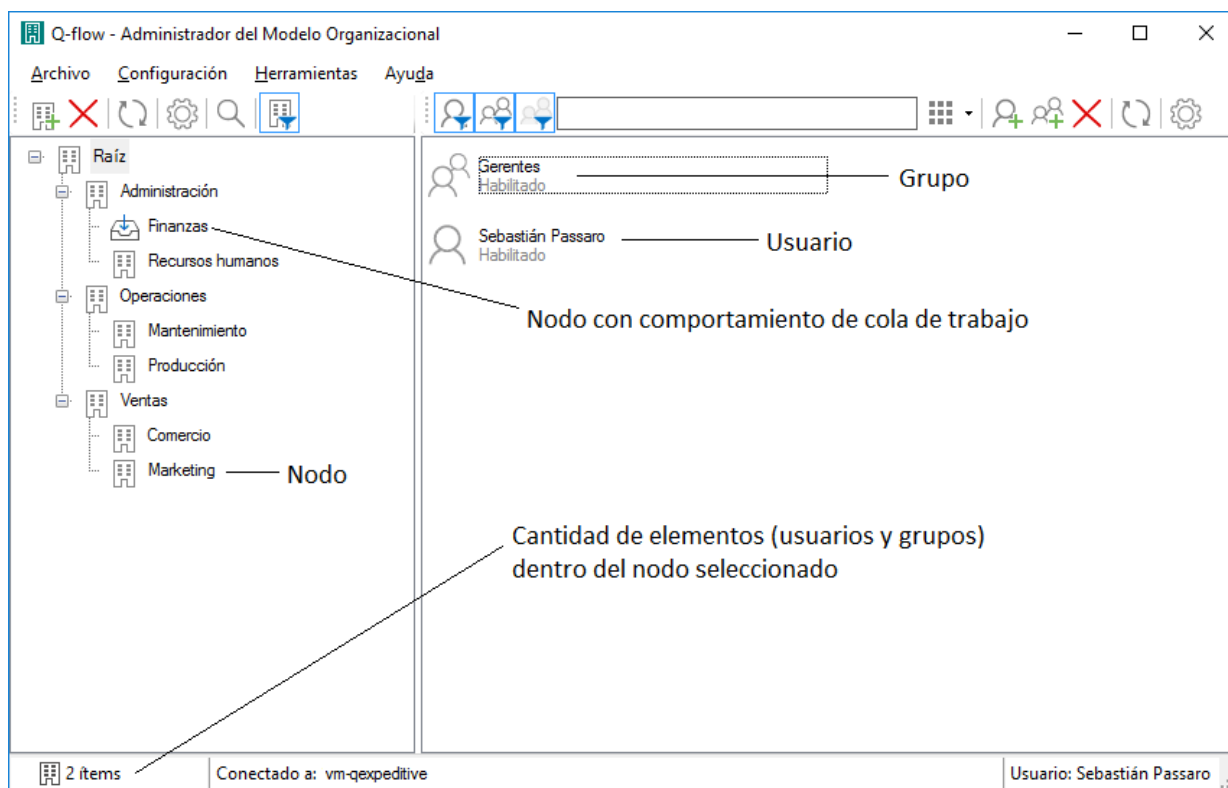 Q-flow - Administrador del Modelo Organizacional
Archivo Configuración Herramientas Ayuda
Raíz
Administración
Finanzas
Recursos humanos
Operaciones
Mantenimiento
Producción
Ventas
Comercio
Marketing
Nodo
Gerentes
Habilitado
Grupo
Sebastián Passaro
Habilitado
Usuario
Nodo con comportamiento de cola de trabajo
Cantidad de elementos (usuarios y grupos)
dentro del nodo seleccionado
2 ítems
Conectado a: vm-qexpeditive
Usuario: Sebastián Passaro